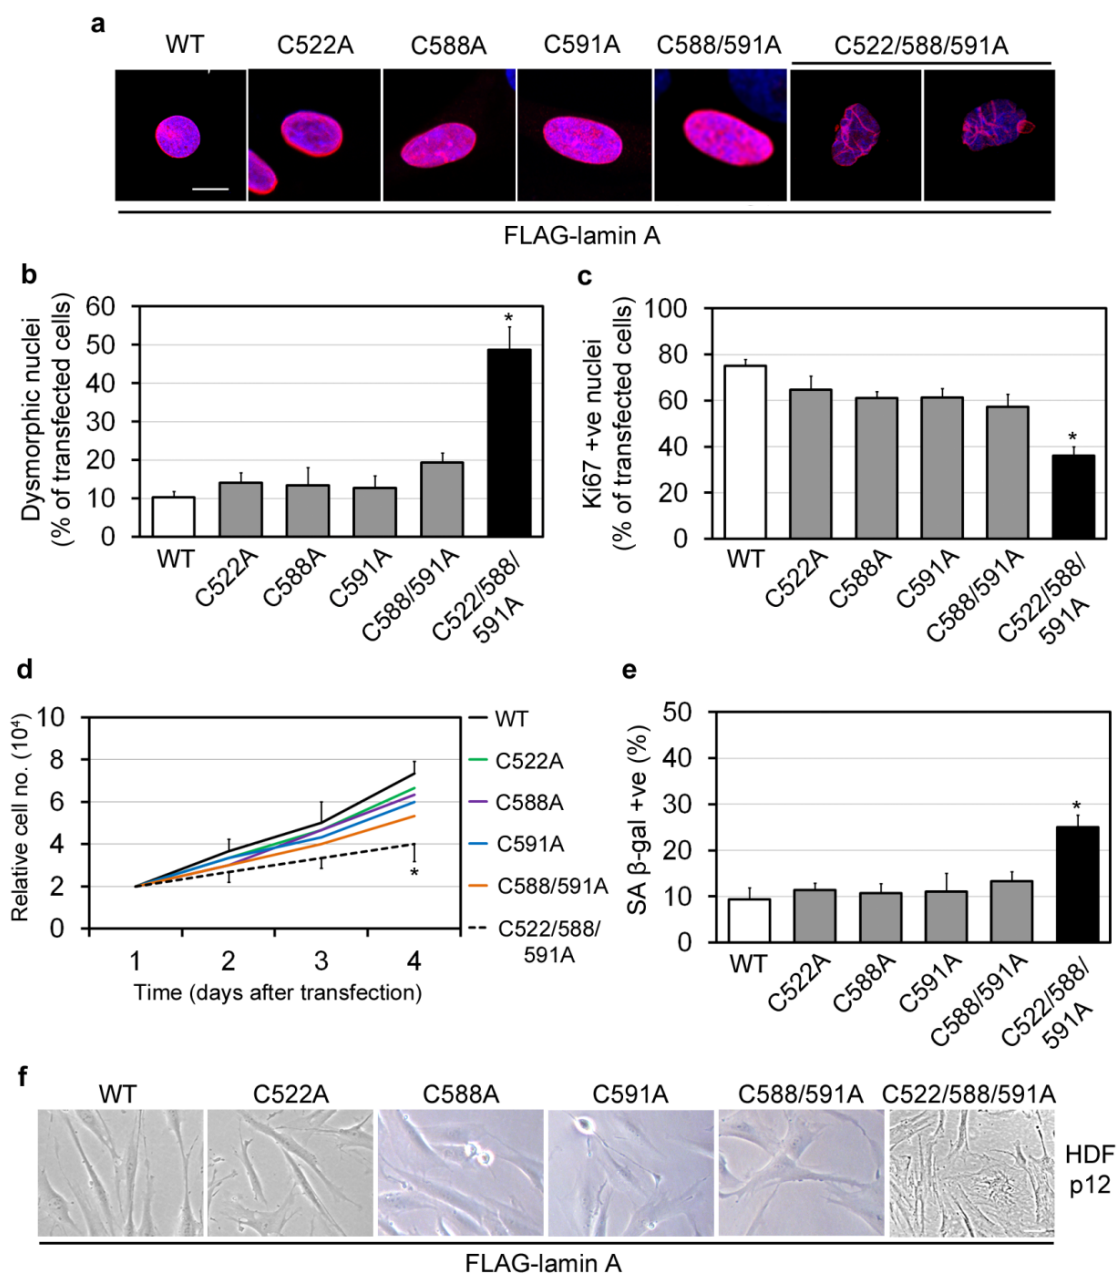 a
WT
C522A
C588A
C591A
C588/591A
C522/588/591A
FLAG-lamin A
b
Dysmorphic nuclei
(% of transfected cells)
60
50
40
30
20
10
0
*
WT
C522A
C588A
C591A
C588/591A
C522/588/
591A
c
Ki67 +ve nuclei
(% of transfected cells)
100
80
60
40
20
0
*
WT
C522A
C588A
C591A
C588/591A
C522/588/
591A
d
Relative cell no. (10⁴)
10
8
6
4
2
0
*
1 2 3 4
Time (days after transfection)
WT
C522A
C588A
C591A
C588/591A
C522/588/
591A
e
SA β-gal +ve (%)
50
40
30
20
10
0
*
WT
C522A
C588A
C591A
C588/591A
C522/588/
591A
f
WT
C522A
C588A
C591A
C588/591A
C522/588/591A
HDF
p12
FLAG-lamin A